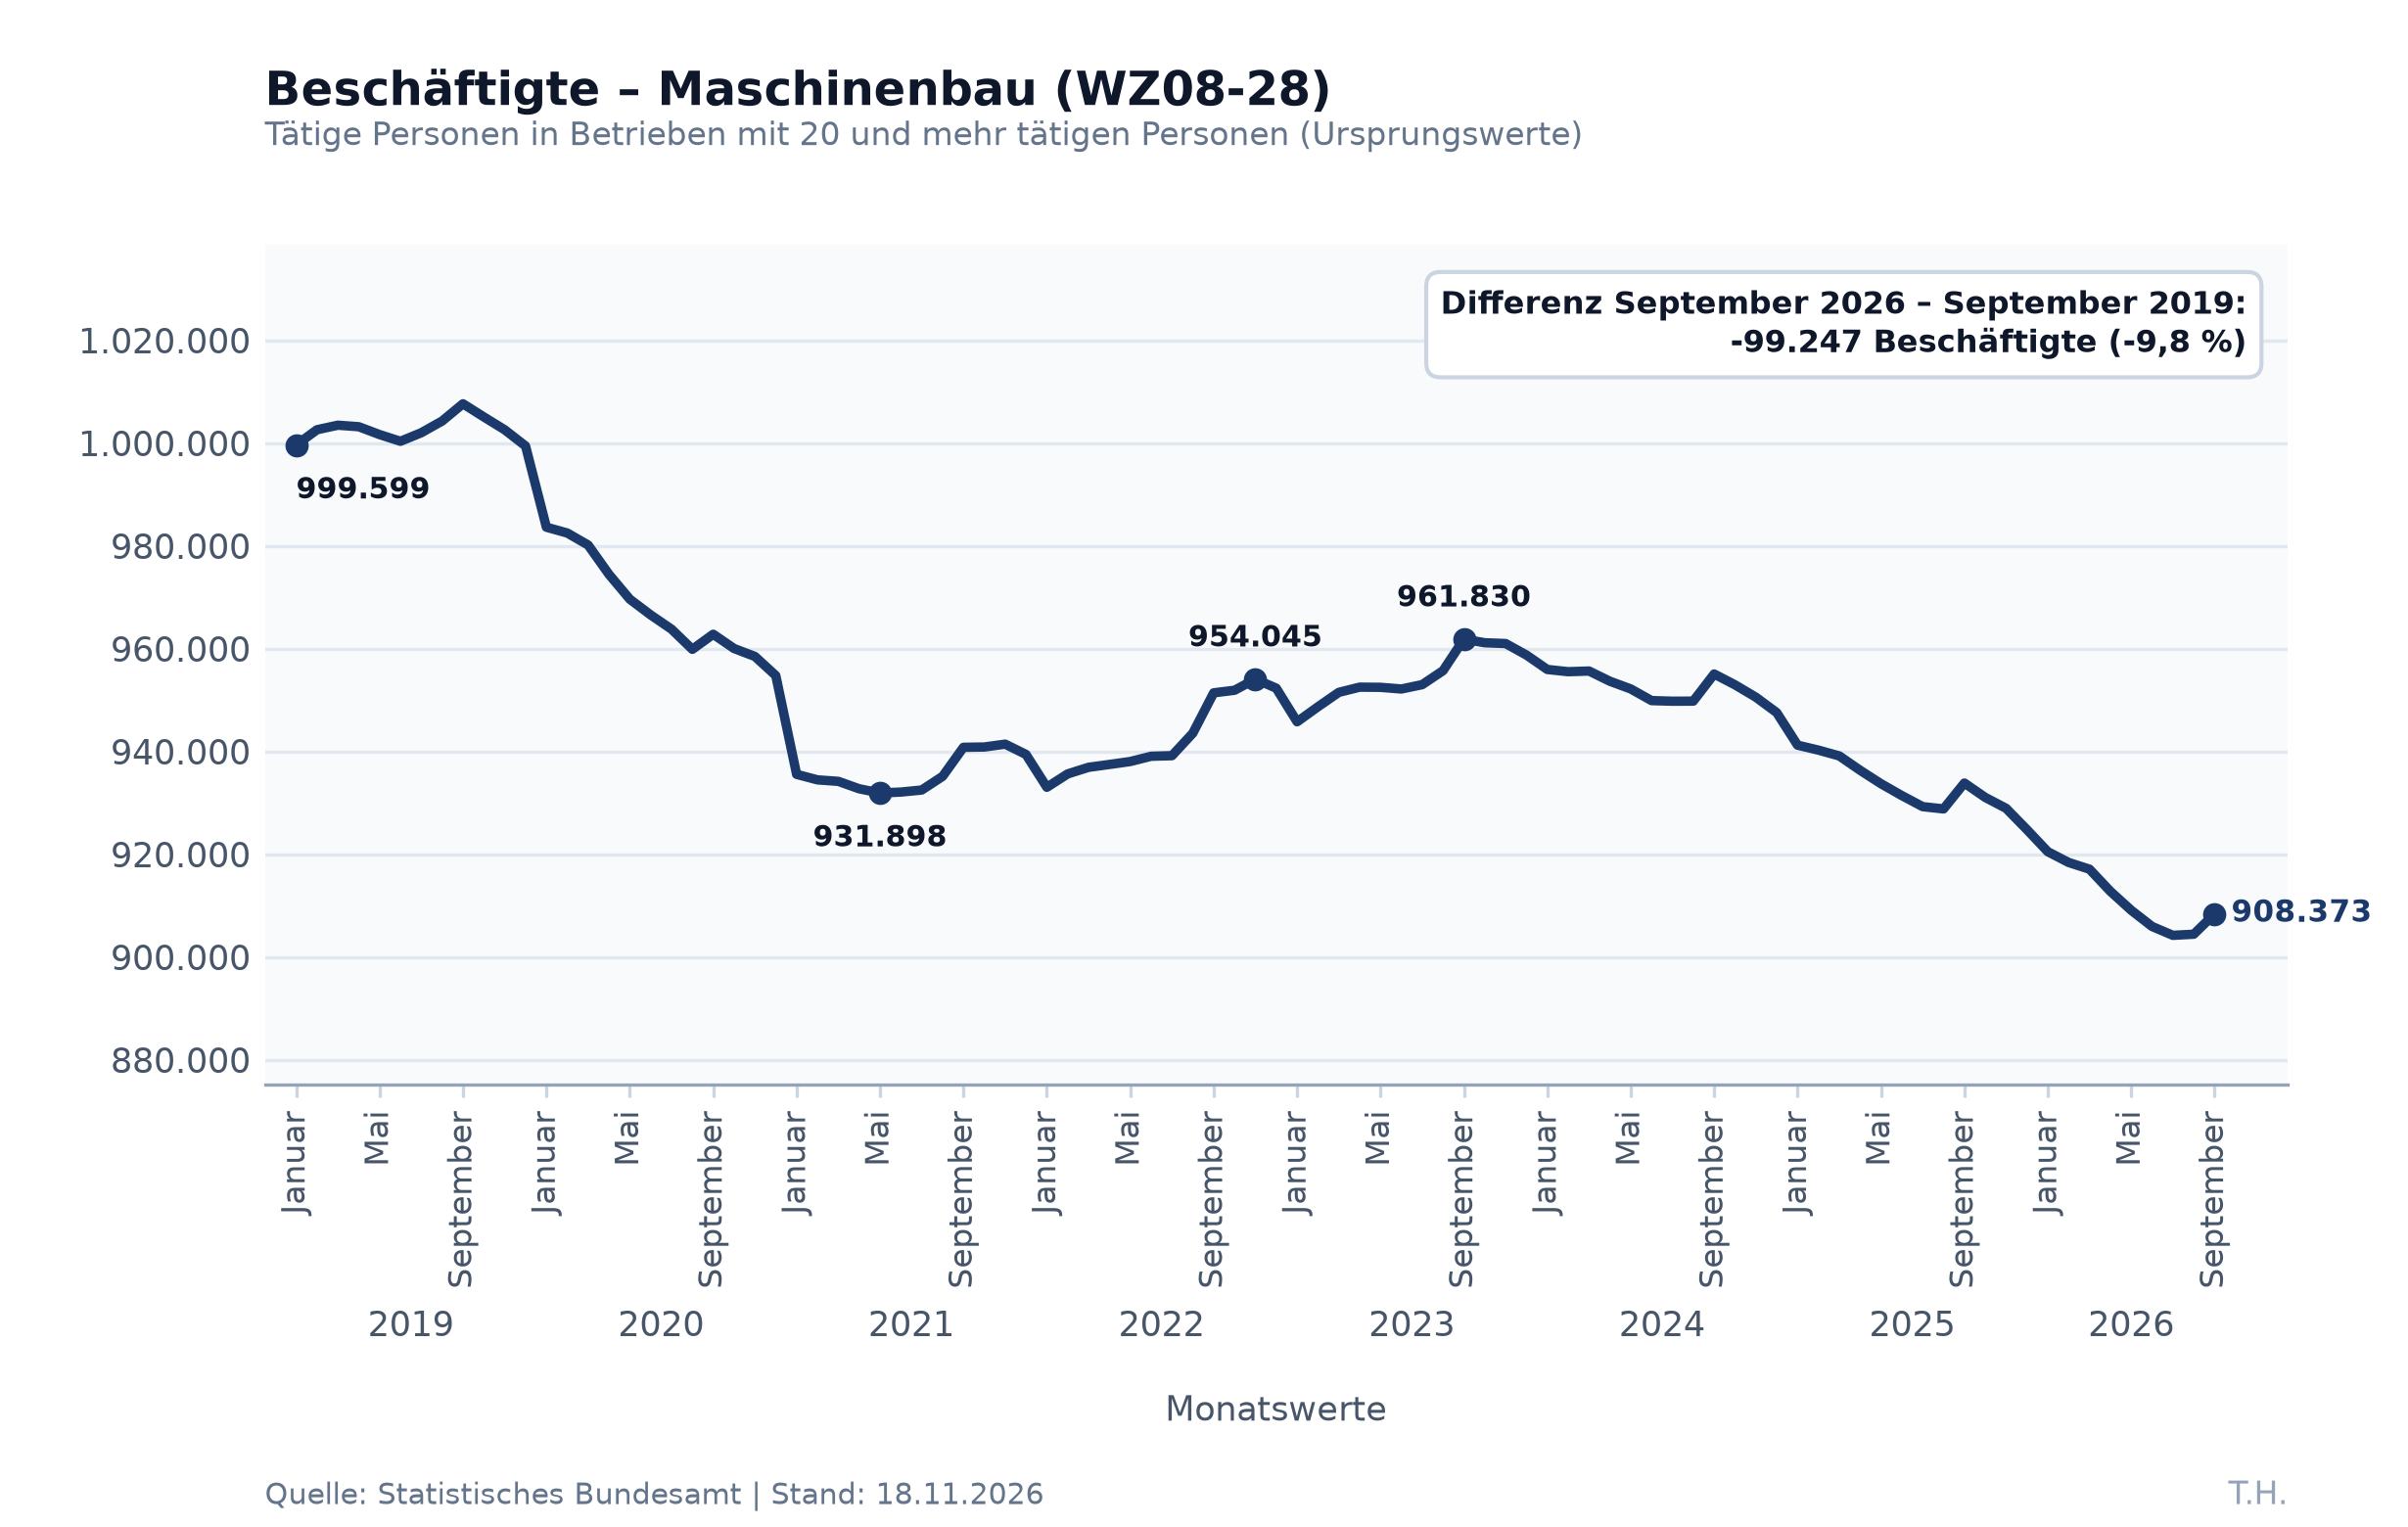 Beschäftigte – Maschinenbau (WZ08-28)
Tätige Personen in Betrieben mit 20 und mehr tätigen Personen (Ursprungswerte)
Differenz September 2026 – September 2019:
-99.247 Beschäftigte (-9,8 %)
1.020.000
1.000.000
980.000
960.000
940.000
920.000
900.000
880.000
999.599
931.898
954.045
961.830
908.373
Januar
Mai
September
Januar
Mai
September
Januar
Mai
September
Januar
Mai
September
Januar
Mai
September
Januar
Mai
September
Januar
Mai
September
Januar
Mai
September
2019 2020 2021 2022 2023 2024 2025 2026
Monatswerte
Quelle: Statistisches Bundesamt | Stand: 18.11.2026
T.H.